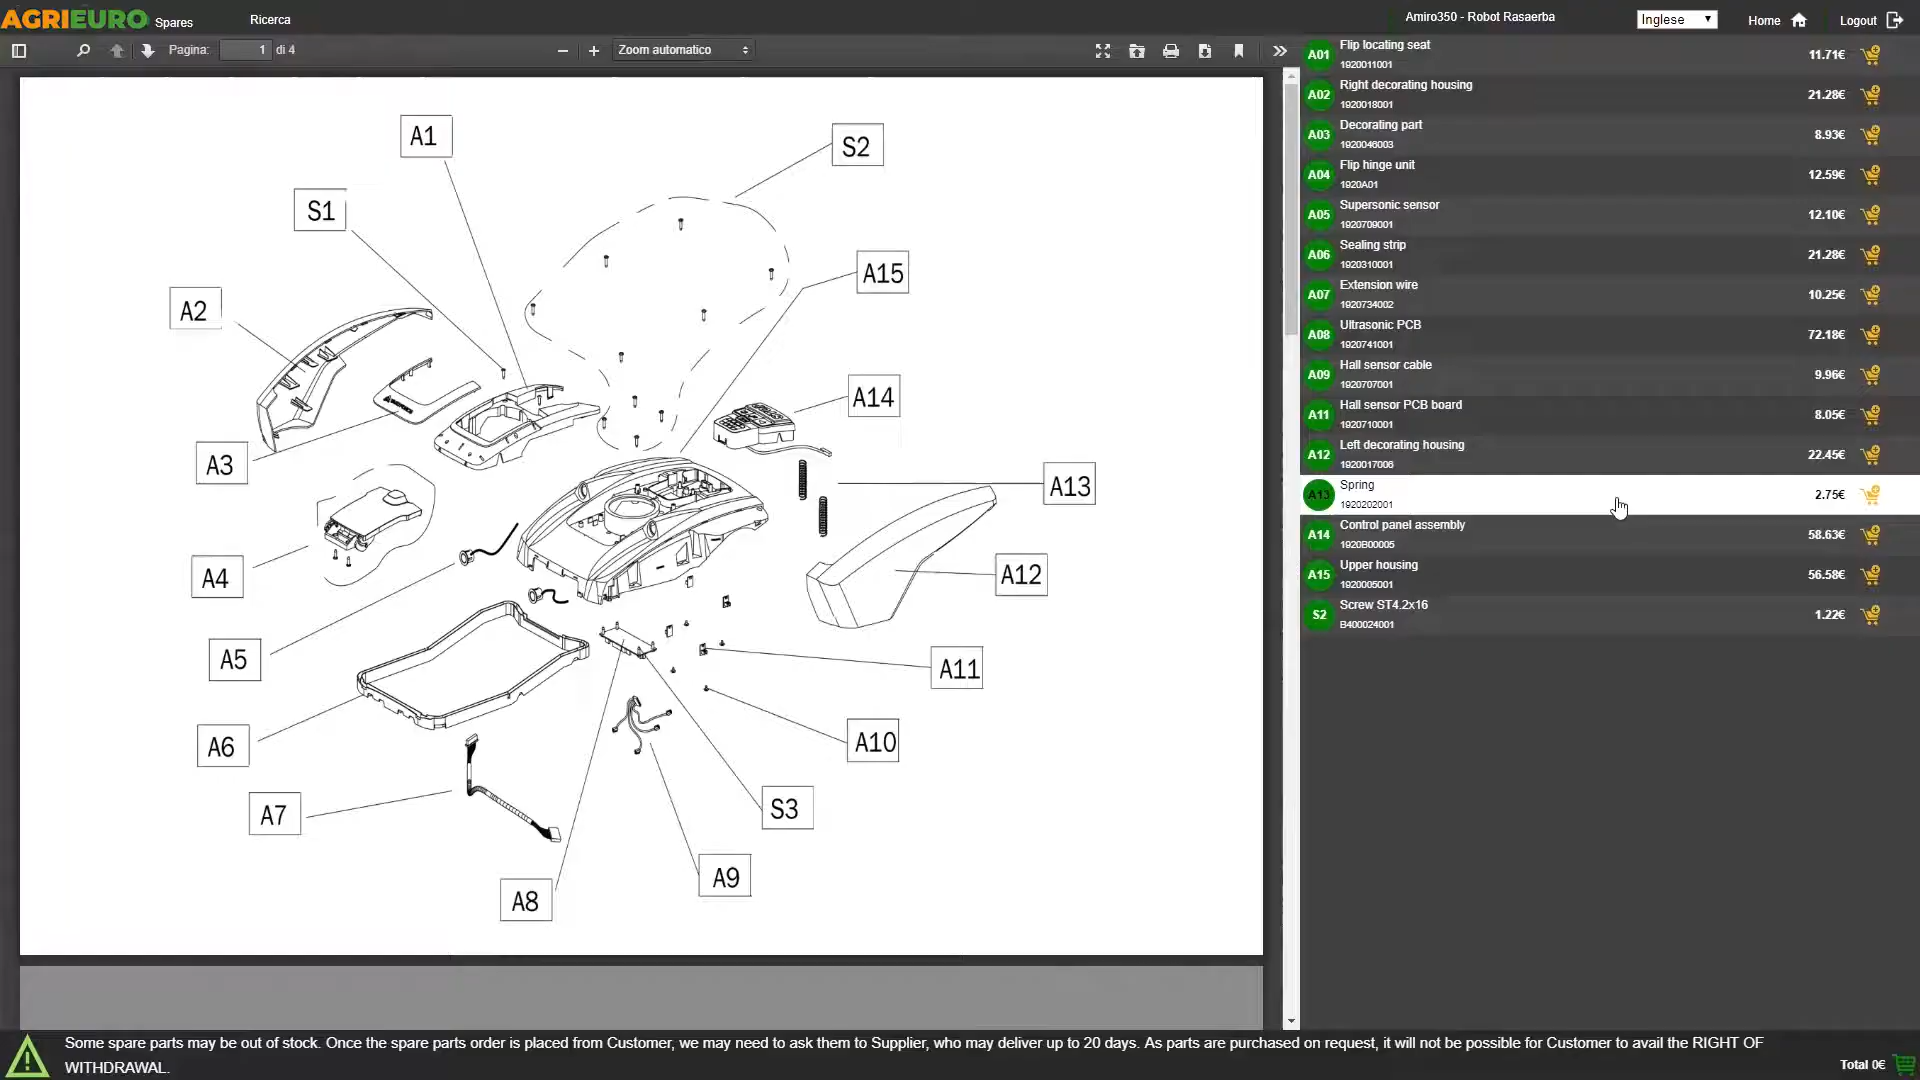 AGRIEURO Spares
Ricerca
Amiro350 - Robot Rasaerba
Inglese
Home
Logout
Pagina:
1
di 4
Zoom automatico
A1
S2
S1
A15
A2
A14
A3
A13
A4
A12
A5
A11
A6
A10
A7
S3
A9
A8
A01
Flip locating seat
1920011001
11.71€
A02
Right decorating housing
1920018001
21.28€
A03
Decorating part
1920046003
8.93€
A04
Flip hinge unit
1920A01
12.59€
A05
Supersonic sensor
1920709001
12.10€
A06
Sealing strip
1920310001
21.28€
A07
Extension wire
1920734002
10.25€
A08
Ultrasonic PCB
1920741001
72.18€
A09
Hall sensor cable
1920707001
9.96€
A11
Hall sensor PCB board
1920710001
8.05€
A12
Left decorating housing
1920017006
22.45€
A13
Spring
1920202001
2.75€
A14
Control panel assembly
1920B00005
58.63€
A15
Upper housing
1920005001
56.58€
S2
Screw ST4.2x16
B400024001
1.22€
Some spare parts may be out of stock. Once the spare parts order is placed from Customer, we may need to ask them to Supplier, who may deliver up to 20 days. As parts are purchased on request, it will not be possible for Customer to avail the RIGHT OF
WITHDRAWAL.
Total 0€